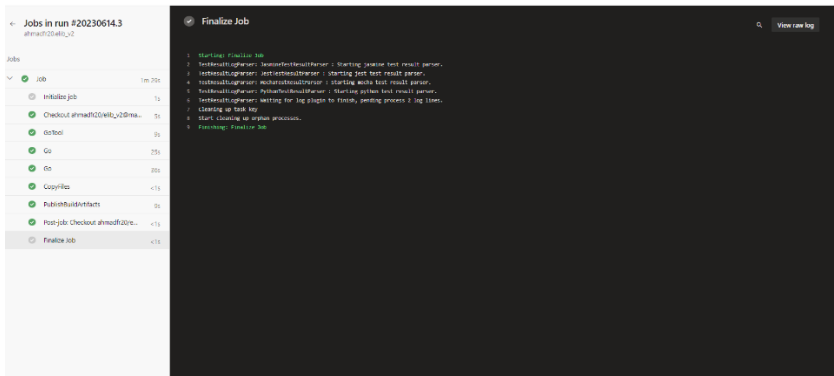 ← Jobs in run #20230614.3
ahmadfr20.elib_v2
Jobs
Job 1m 29s
Initialize job 1s
Checkout ahmadfr20/elib_v2@ma... 5s
GoTool 9s
Go 25s
Go 38s
CopyFiles <1s
PublishBuildArtifacts 8s
Post-job: Checkout ahmadfr20/e... <1s
Finalize Job <1s
Finalize Job
View raw log
1 Starting: Finalize Job
2 TestResultLogParser: JasmineTestResultParser : Starting jasmine test result parser.
3 TestResultLogParser: JestTestResultParser : Starting jest test result parser.
4 TestResultLogParser: MochaTestResultParser : Starting mocha test result parser.
5 TestResultLogParser: PythonTestResultParser : Starting python test result parser.
6 TestResultLogParser: Waiting for log plugin to finish, pending process 2 log lines.
7 Cleaning up task key
8 Start cleaning up orphan processes.
9 Finishing: Finalize Job